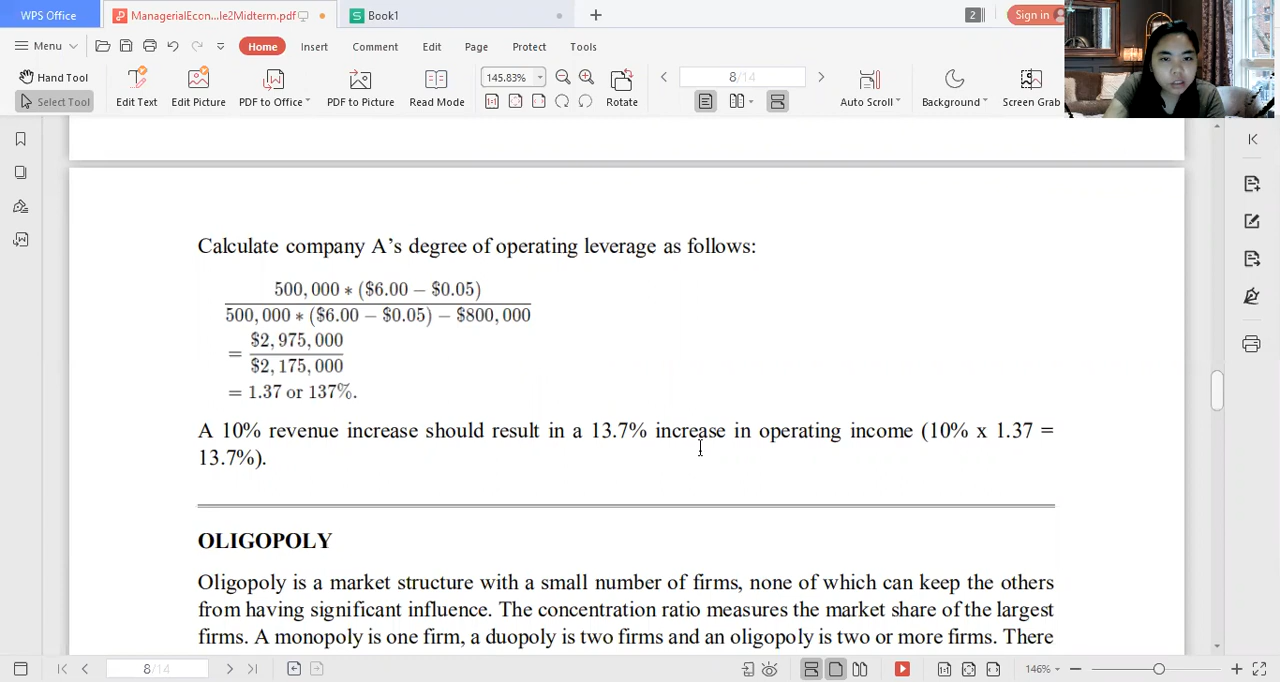 WPS Office
ManagerialEcon...le2Midterm.pdf
Book1
2
Sign in
Menu
Home
Insert
Comment
Edit
Page
Protect
Tools
Hand Tool
Select Tool
Edit Text
Edit Picture
PDF to Office
PDF to Picture
Read Mode
145.83%
Rotate
8/14
Auto Scroll
Background
Screen Grab
Calculate company A's degree of operating leverage as follows:
500,000 * ($6.00 − $0.05)
500,000 * ($6.00 − $0.05) − $800,000
= $2,975,000
$2,175,000
= 1.37 or 137%.
A 10% revenue increase should result in a 13.7% increase in operating income (10% x 1.37 =
13.7%).
OLIGOPOLY
Oligopoly is a market structure with a small number of firms, none of which can keep the others
from having significant influence. The concentration ratio measures the market share of the largest
firms. A monopoly is one firm, a duopoly is two firms and an oligopoly is two or more firms. There
8/14
146%